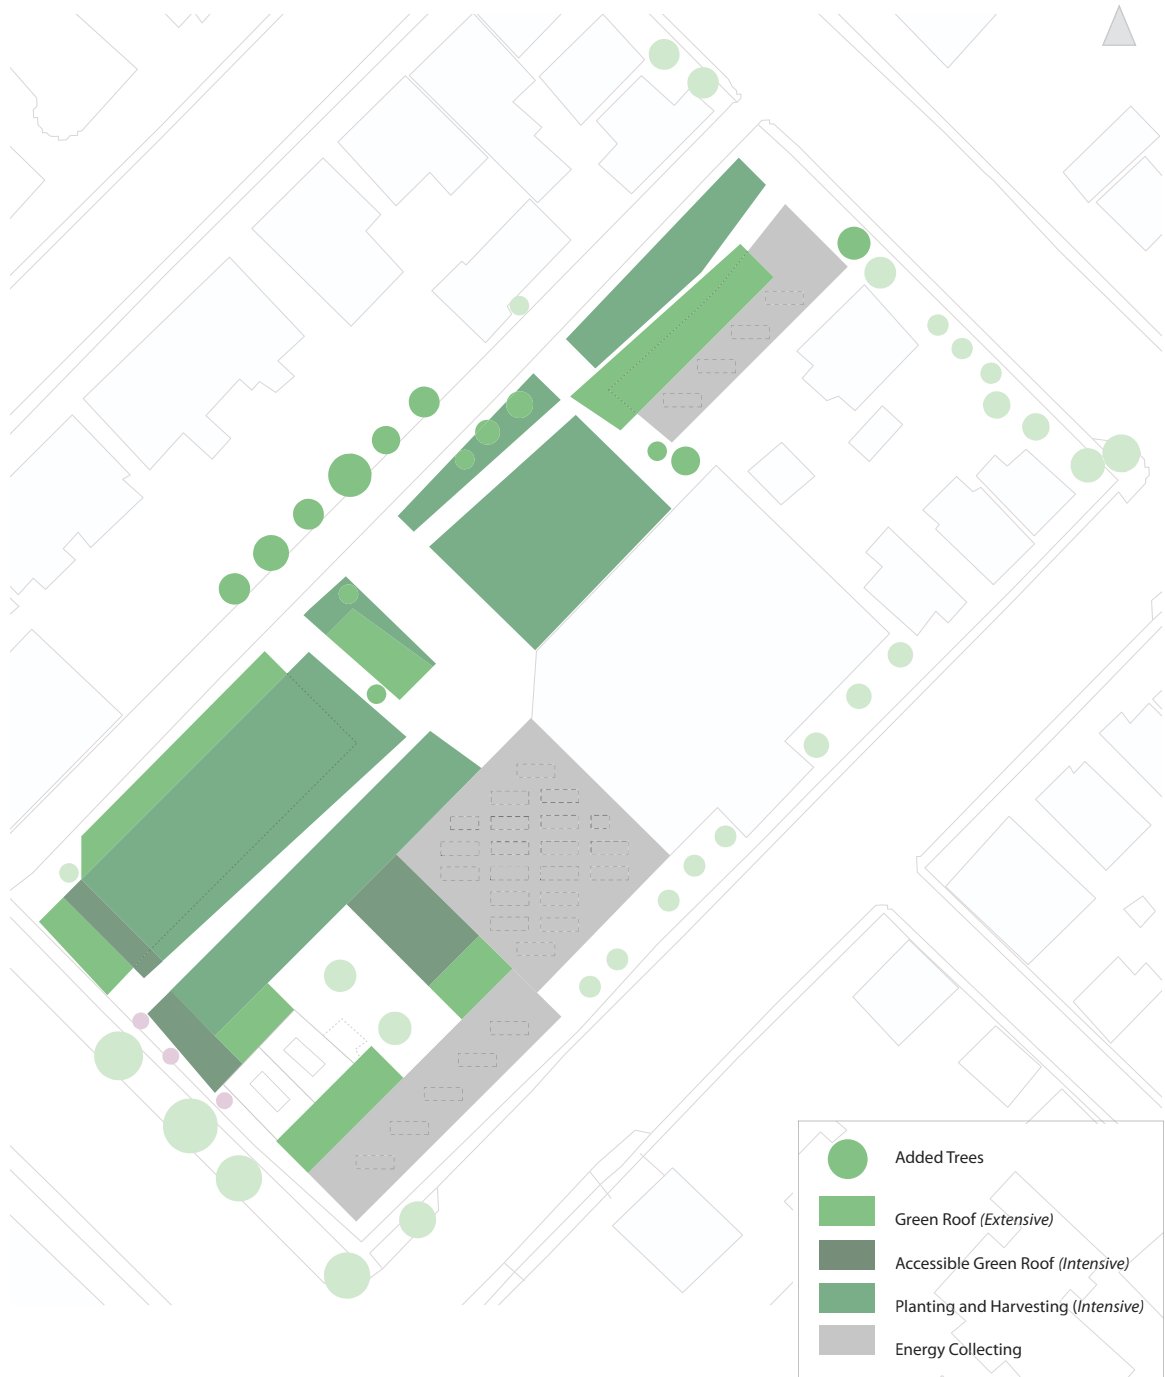 Added Trees
Green Roof (Extensive)
Accessible Green Roof (Intensive)
Planting and Harvesting (Intensive)
Energy Collecting